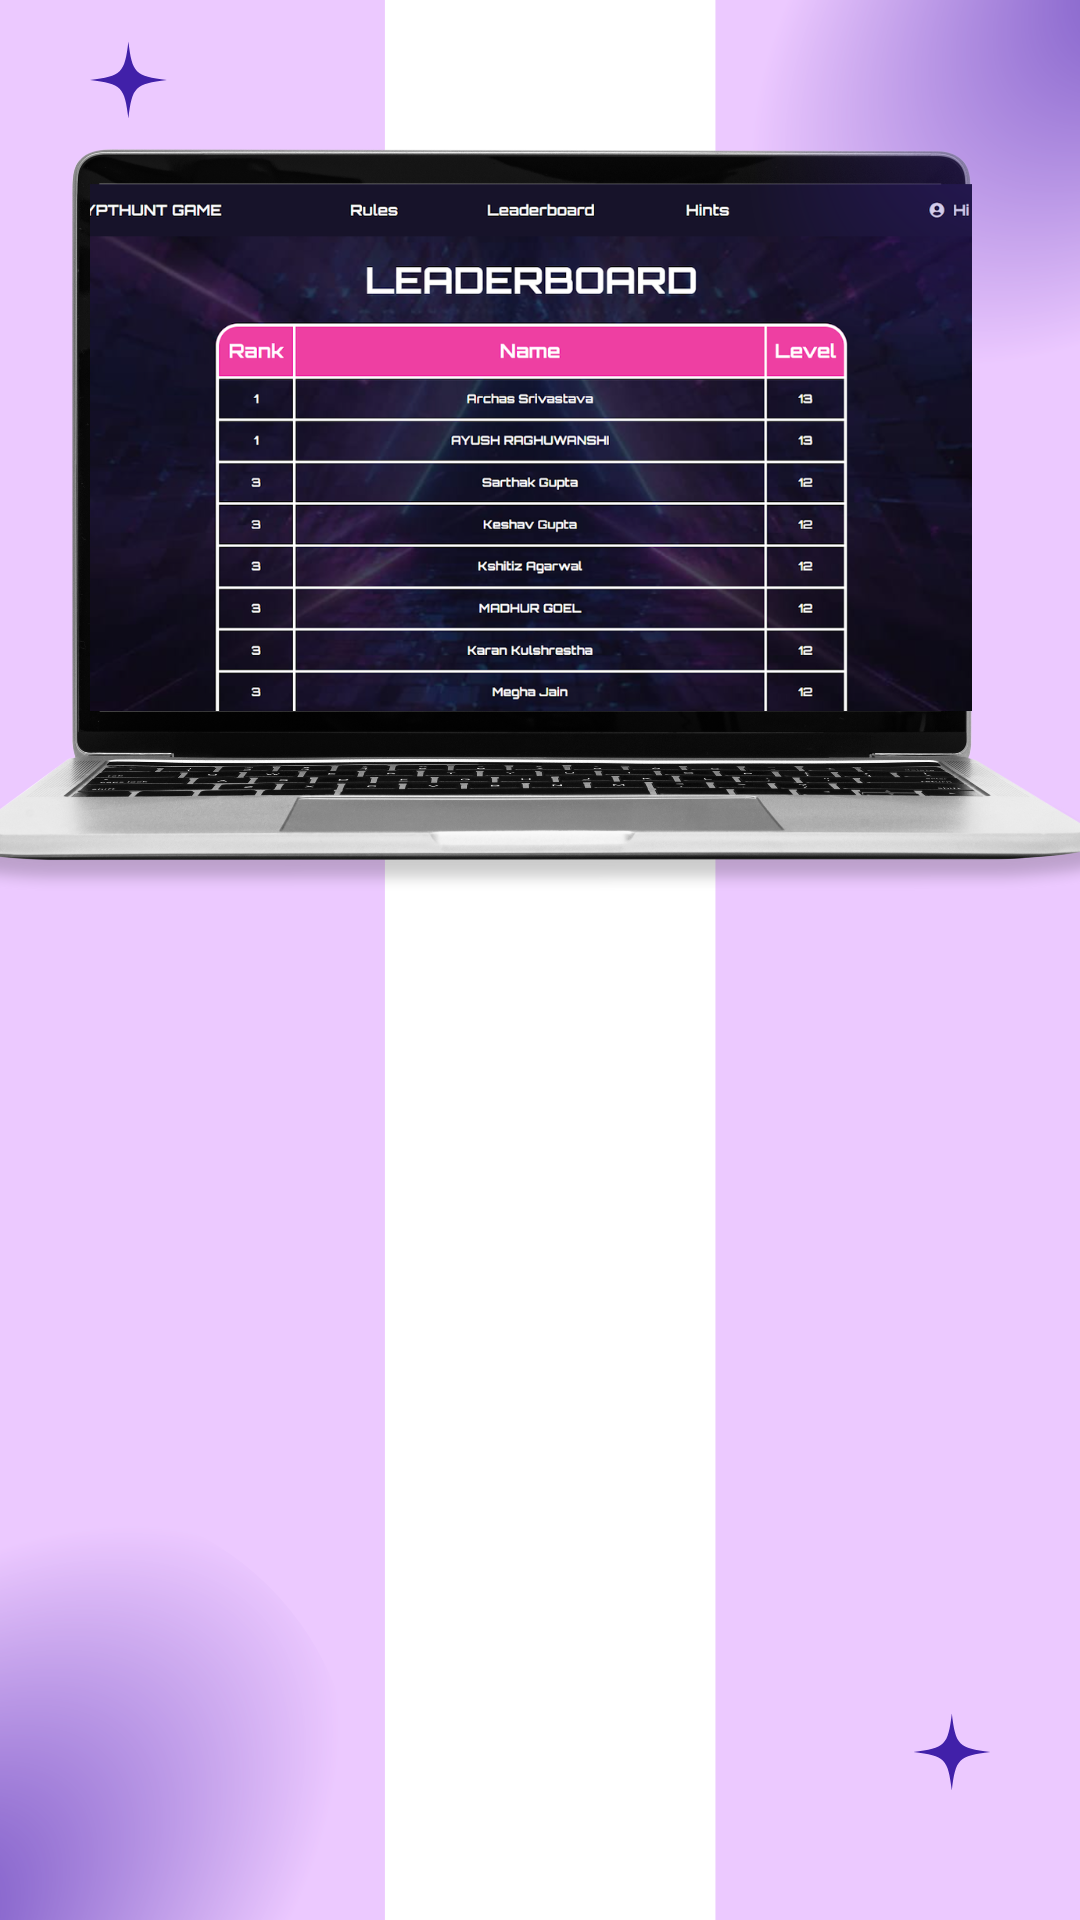 YPTHUNT GAME Rules Leaderboard Hints Hi
LEADERBOARD
Rank Name Level
1 Archas Srivastava 13
1 AYUSH RAGHUWANSHI 13
3 Sarthak Gupta 12
3 Keshav Gupta 12
3 Kshitiz Agarwal 12
3 MADHUR GOEL 12
3 Karan Kulshrestha 12
3 Megha Jain 12